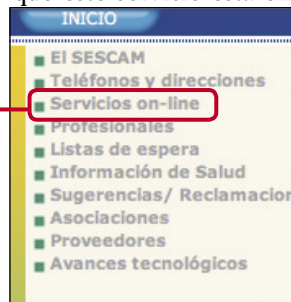 INICIO
El SESCAM
Teléfonos y direcciones
Servicios on-line
Profesionales
Listas de espera
Información de Salud
Sugerencias/ Reclamacion
Asociaciones
Proveedores
Avances tecnológicos